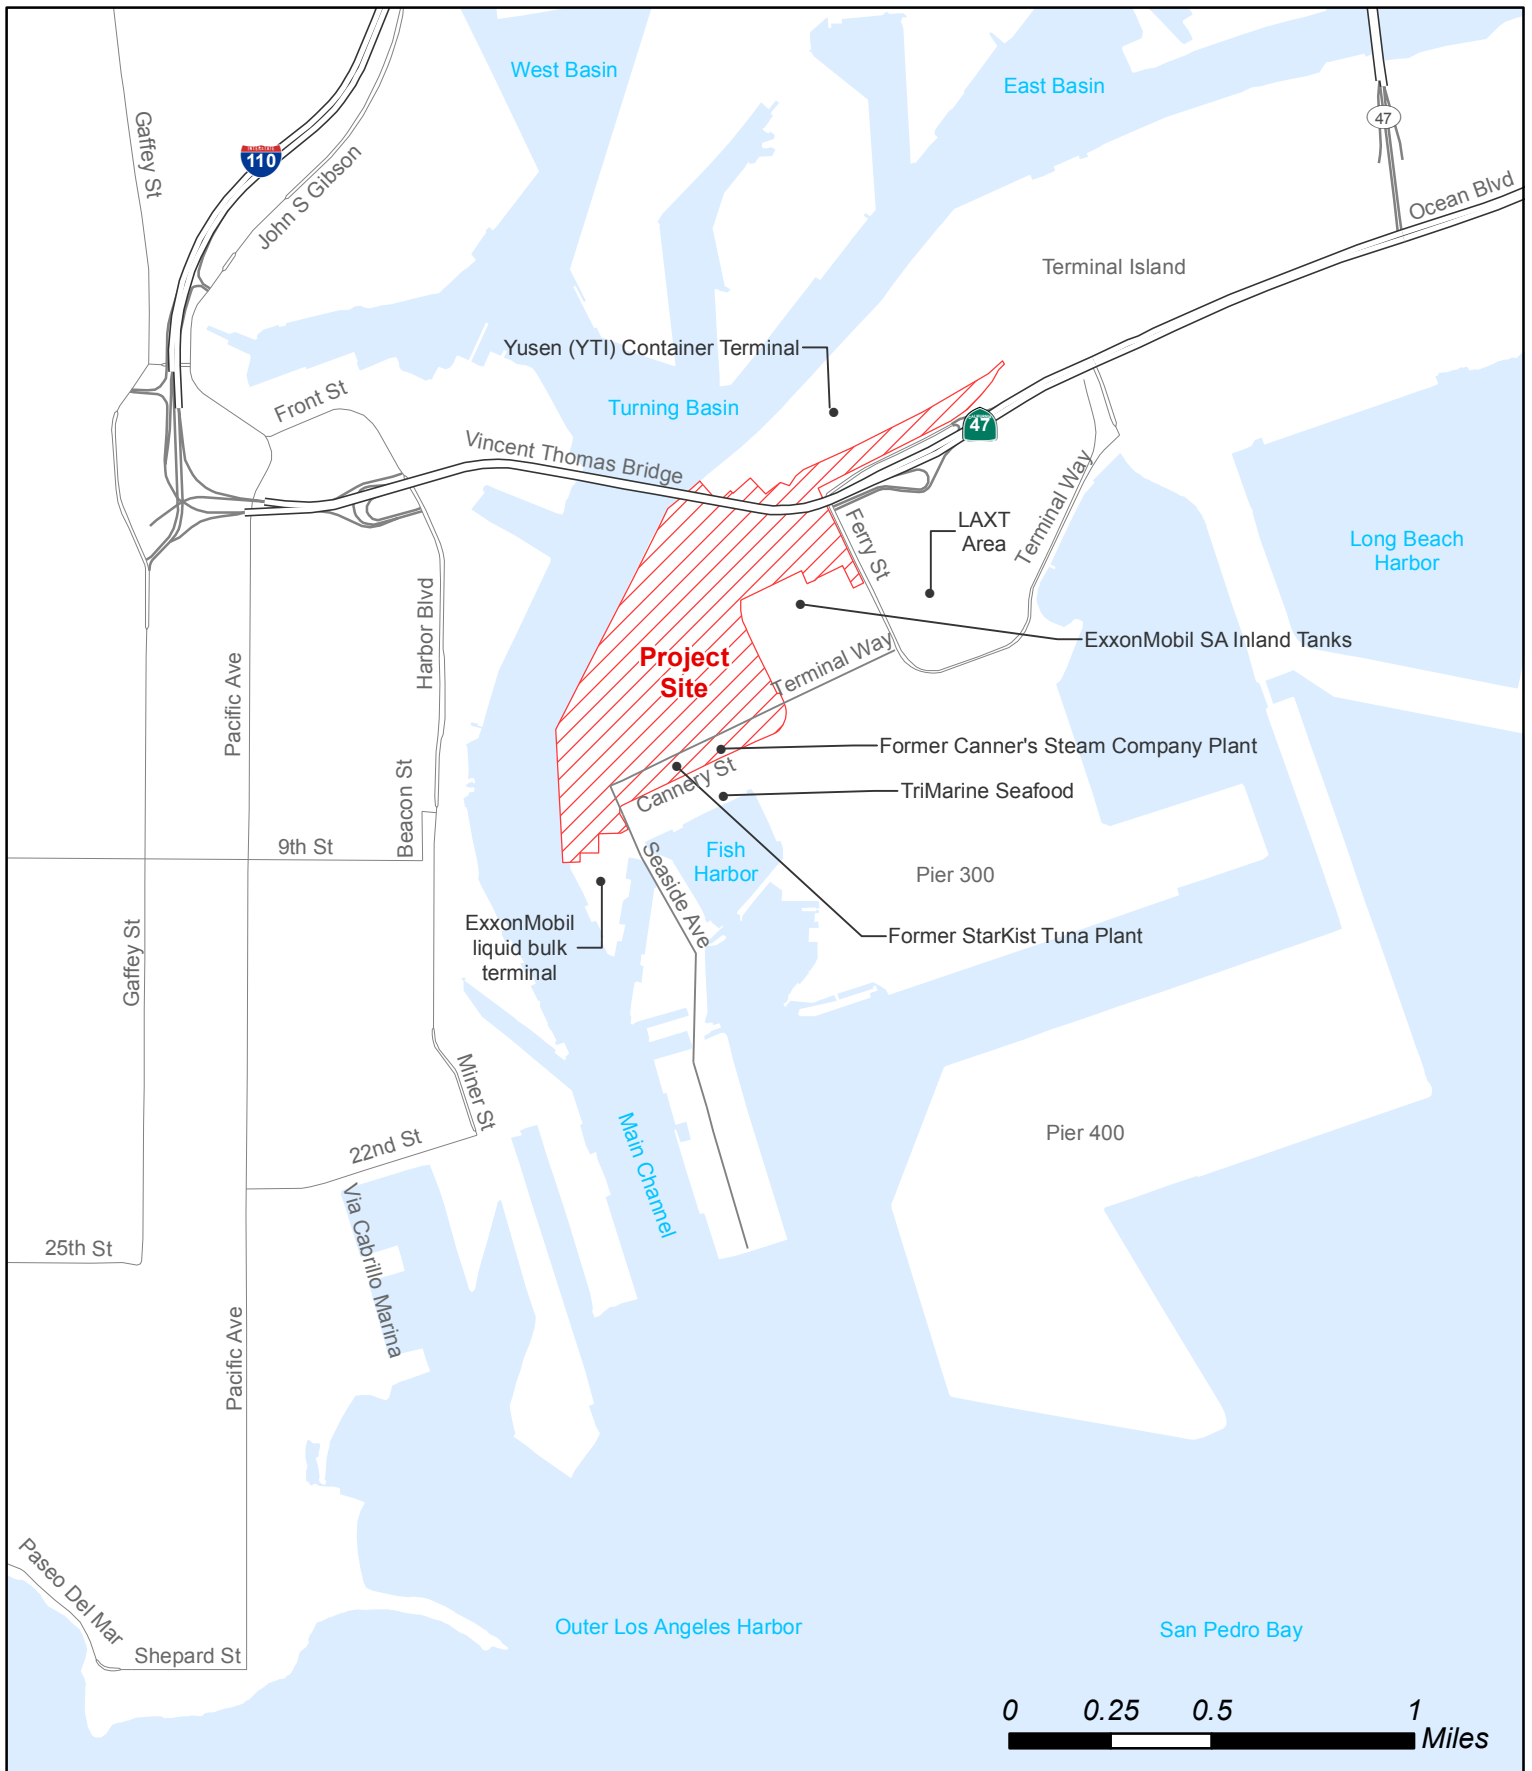 West Basin
East Basin
47
Gaffey St
110
John S Gibson
Ocean Blvd
Terminal Island
Yusen (YTI) Container Terminal
Front St
Turning Basin
47
Vincent Thomas Bridge
Terminal Way
Ferry St
LAXT
Area
Long Beach
Harbor
Harbor Blvd
ExxonMobil SA Inland Tanks
Project
Site
Pacific Ave
Terminal Way
Former Canner's Steam Company Plant
Cannery St
TriMarine Seafood
Beacon St
9th St
Fish
Harbor
Pier 300
Seaside Ave
Gaffey St
ExxonMobil
liquid bulk
terminal
Former StarKist Tuna Plant
Miner St
Main Channel
Pier 400
22nd St
Via Cabrillo Marina
25th St
Pacific Ave
Paseo Del Mar
Outer Los Angeles Harbor
San Pedro Bay
Shepard St
0 0.25 0.5 1
Miles